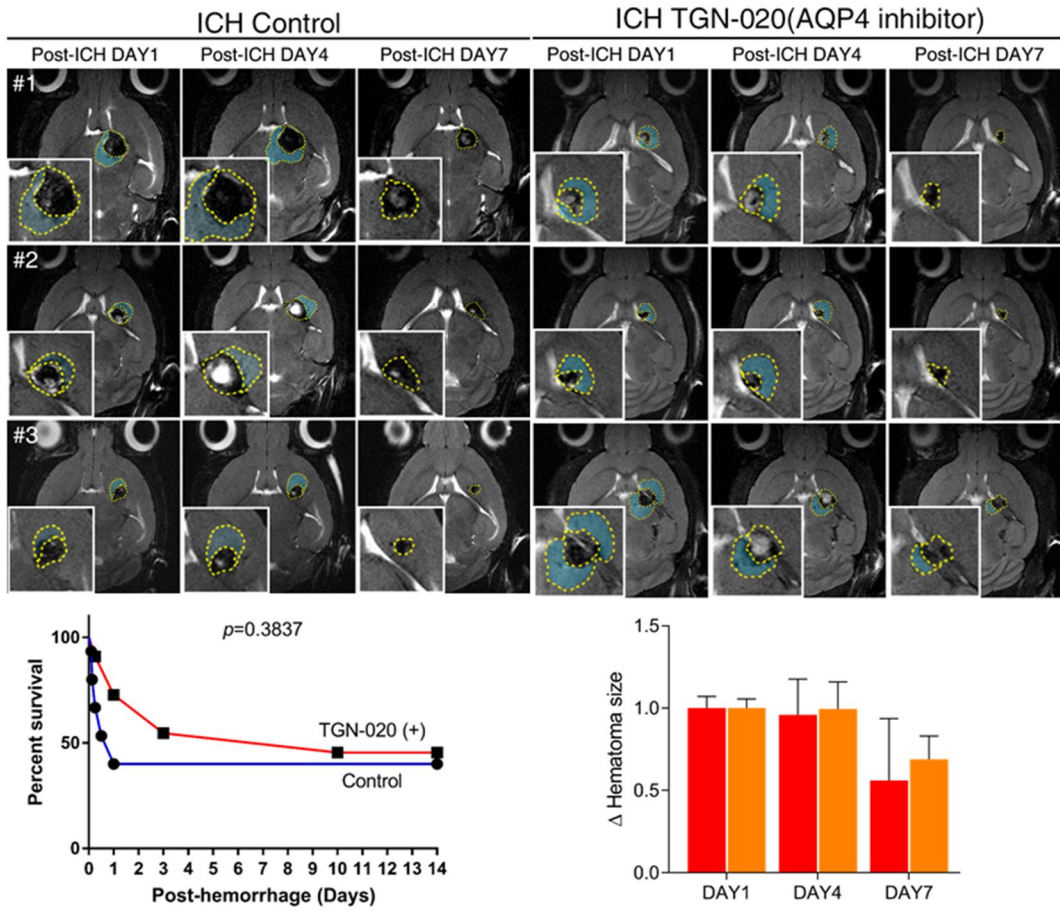 ICH Control
ICH TGN-020(AQP4 inhibitor)
Post-ICH DAY1
Post-ICH DAY4
Post-ICH DAY7
Post-ICH DAY1
Post-ICH DAY4
Post-ICH DAY7
#1
#2
#3
p=0.3837
100
50
0
Percent survival
TGN-020 (+)
Control
0 1 2 3 4 5 6 7 8 9 10 11 12 13 14
Post-hemorrhage (Days)
1.5
1.0
0.5
0.0
Δ Hematoma size
DAY1 DAY4 DAY7